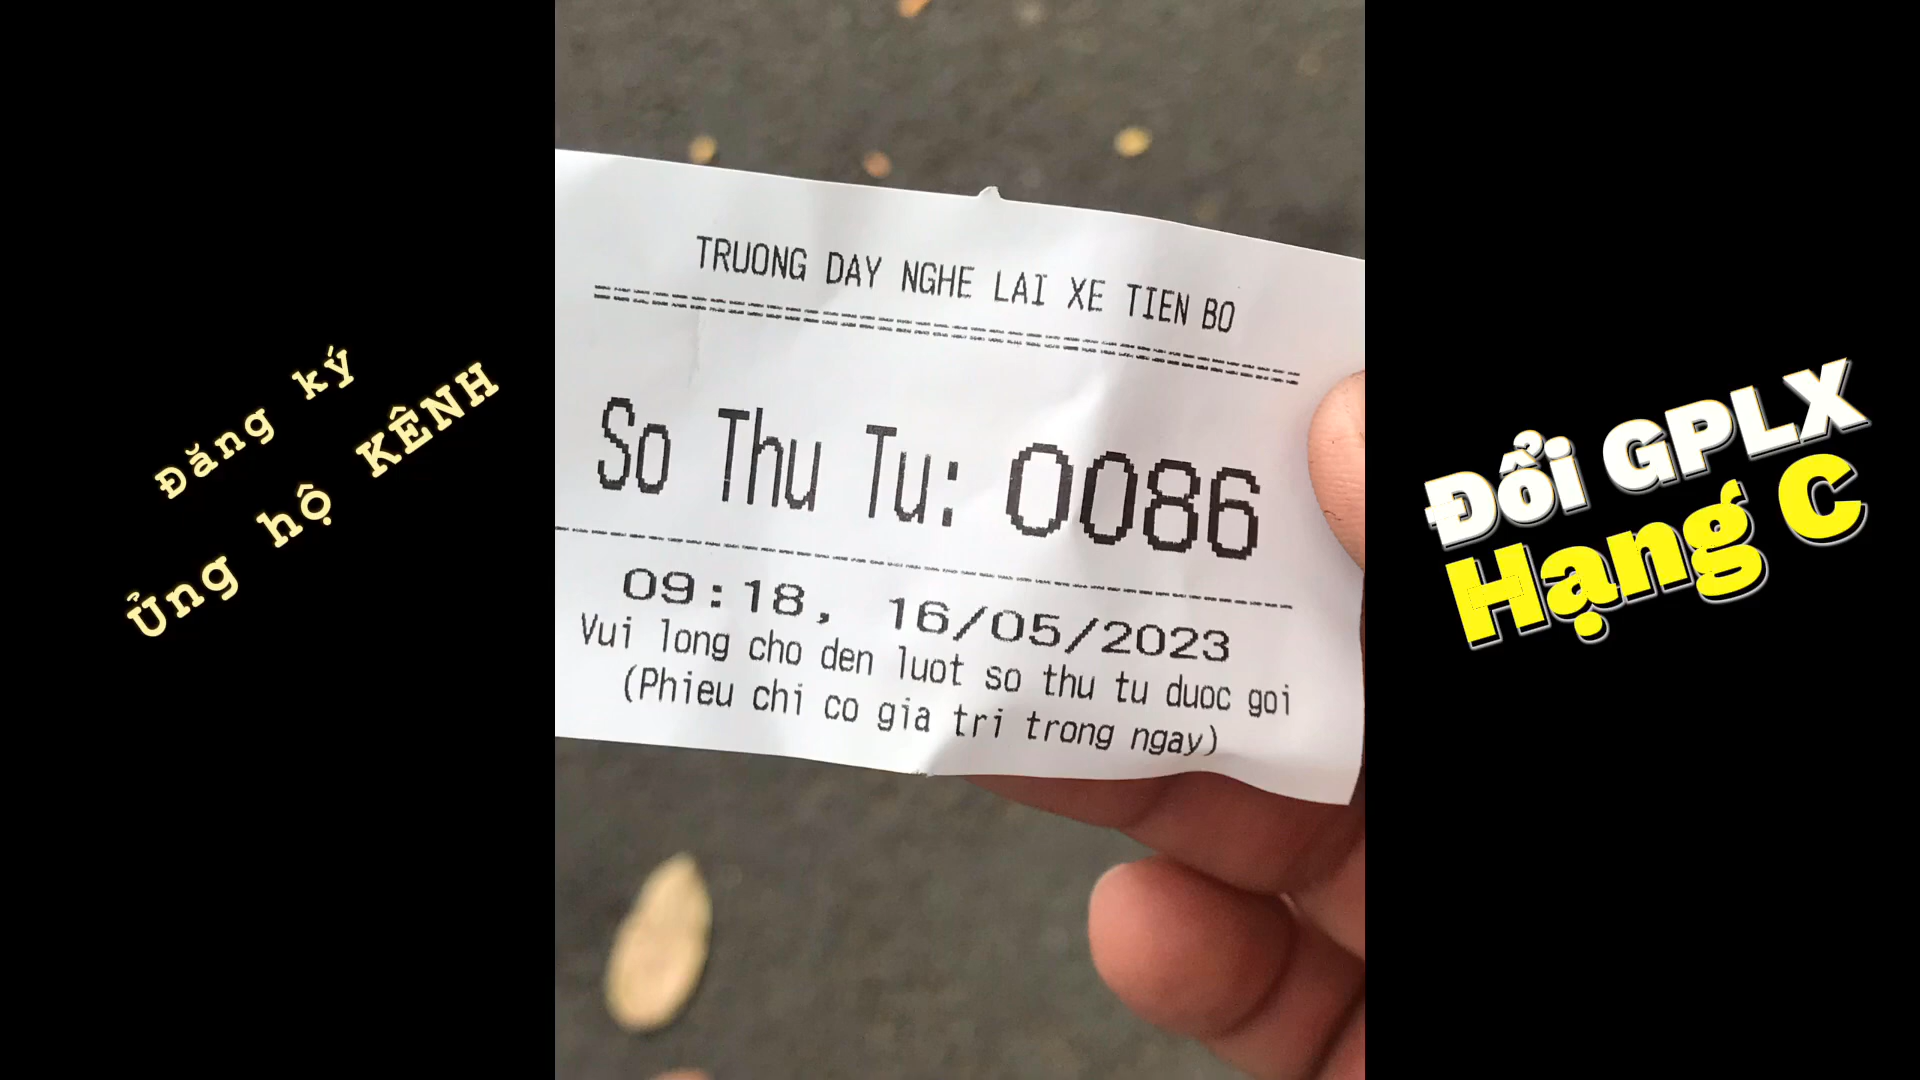 Đăng ký
Ủng hộ KÊNH
TRUONG DAY NGHE LAI XE TIEN BO
So Thu Tu: 0086
09:18, 16/05/2023
Vui long cho den luot so thu tu duoc goi
(Phieu chi co gia tri trong ngay)
Đổi GPLX
Hạng C